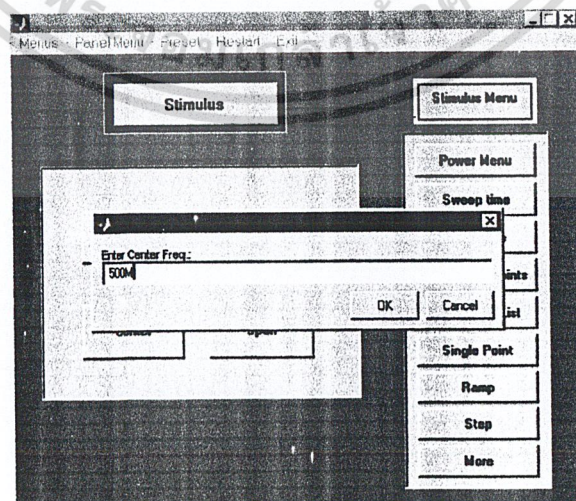 Menus Panel Menu Preset Restart Exit
Stimulus
Stimulus Menu
Power Menu
Sweep time
Enter Center Freq.:
500M
OK
Cancel
Single Point
Ramp
Step
More